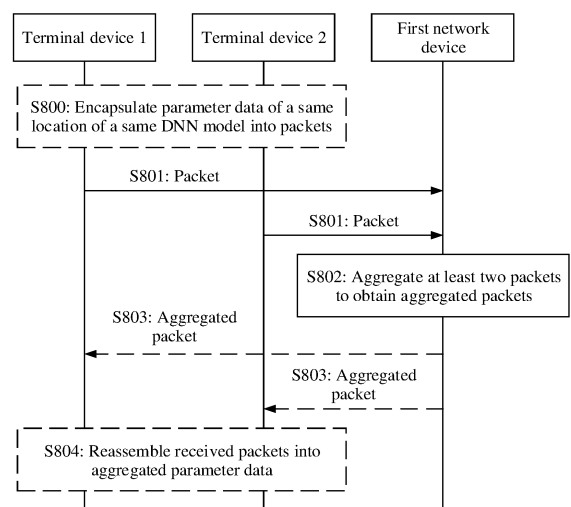 Terminal device 1
Terminal device 2
First network
device
S800: Encapsulate parameter data of a same
location of a same DNN model into packets
S801: Packet
S801: Packet
S802: Aggregate at least two packets
to obtain aggregated packets
S803: Aggregated
packet
S803: Aggregated
packet
S804: Reassemble received packets into
aggregated parameter data